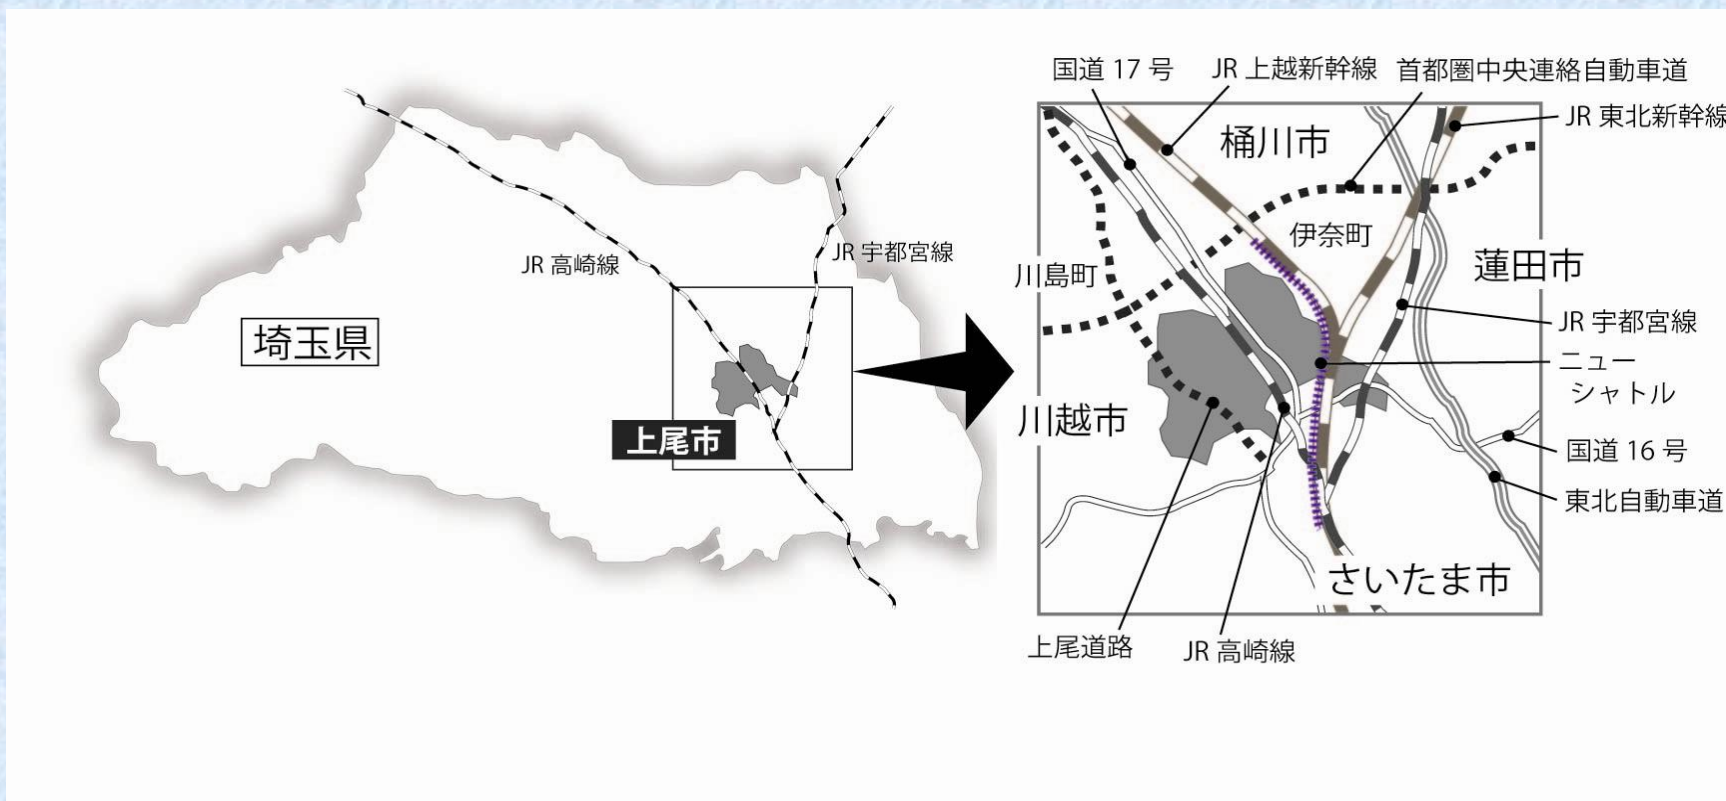 国道 17 号
JR 上越新幹線
首都圏中央連絡自動車道
JR 東北新幹線
桶川市
伊奈町
JR 宇都宮線
JR 高崎線
川島町
蓮田市
埼玉県
JR 宇都宮線
ニュー
シャトル
川越市
上尾市
国道 16 号
東北自動車道
さいたま市
上尾道路
JR 高崎線